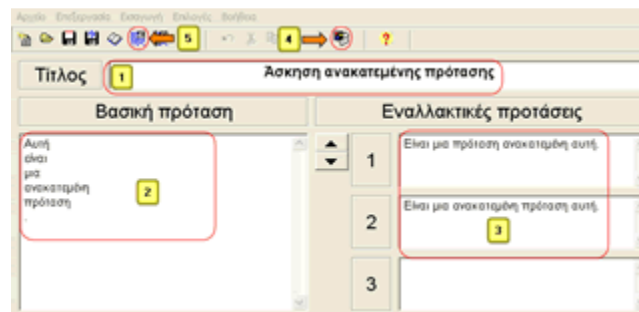 Αρχείο Επεξεργασία Εισαγωγή Επιλογές Βοήθεια
5 4 ?
Τίτλος 1 Άσκηση ανακατεμένης πρότασης
Βασική πρόταση Εναλλακτικές προτάσεις
Αυτή
είναι
μια
ανακατεμένη
πρόταση
.
2
1 Είναι μια πρόταση ανακατεμένη αυτή.
2 Είναι μια ανακατεμένη πρόταση αυτή.
3
3